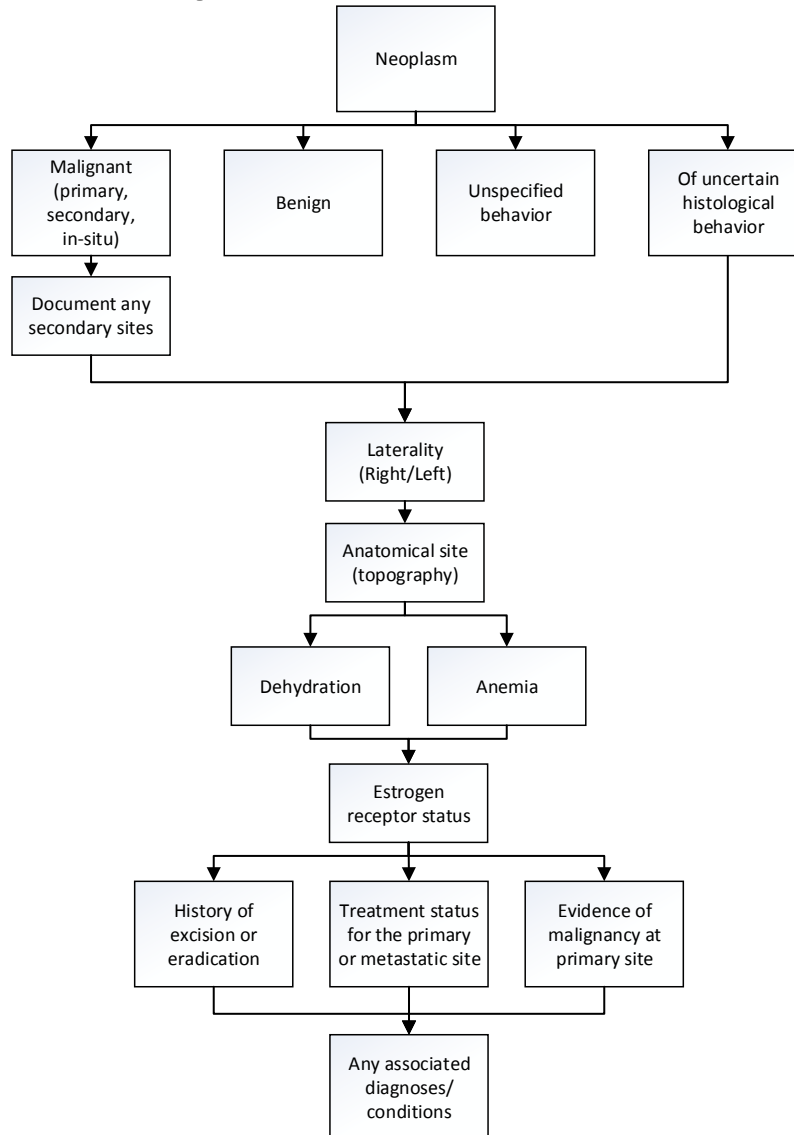 Neoplasm
Malignant
(primary,
secondary,
in-situ)
Benign
Unspecified
behavior
Of uncertain
histological
behavior
Document any
secondary sites
Laterality
(Right/Left)
Anatomical site
(topography)
Dehydration
Anemia
Estrogen
receptor status
History of
excision or
eradication
Treatment status
for the primary
or metastatic site
Evidence of
malignancy at
primary site
Any associated
diagnoses/
conditions